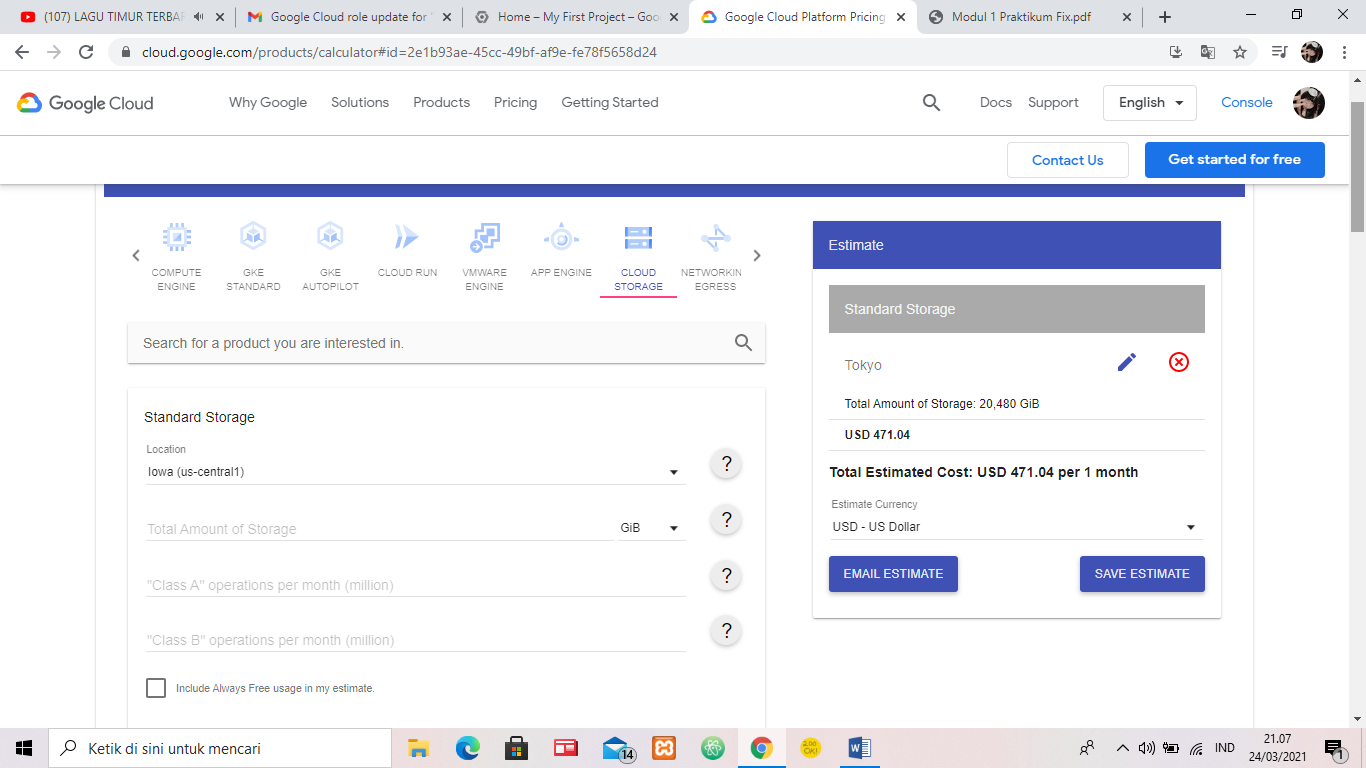 (107) LAGU TIMUR TERBAR
Google Cloud role update for "
Home – My First Project – Goo
Google Cloud Platform Pricing
Modul 1 Praktikum Fix.pdf
cloud.google.com/products/calculator#id=2e1b93ae-45cc-49bf-af9e-fe78f5658d24
Google Cloud
Why Google
Solutions
Products
Pricing
Getting Started
Docs
Support
English
Console
Contact Us
Get started for free
COMPUTE
ENGINE
GKE
STANDARD
GKE
AUTOPILOT
CLOUD RUN
VMWARE
ENGINE
APP ENGINE
CLOUD
STORAGE
NETWORKIN
EGRESS
Search for a product you are interested in.
Standard Storage
Location
Iowa (us-central1)
?
Total Amount of Storage
GiB
?
"Class A" operations per month (million)
?
"Class B" operations per month (million)
?
Include Always Free usage in my estimate.
Estimate
Standard Storage
Tokyo
Total Amount of Storage: 20,480 GiB
USD 471.04
Total Estimated Cost: USD 471.04 per 1 month
Estimate Currency
USD - US Dollar
EMAIL ESTIMATE
SAVE ESTIMATE
Ketik di sini untuk mencari
14
IND
21.07
24/03/2021
1